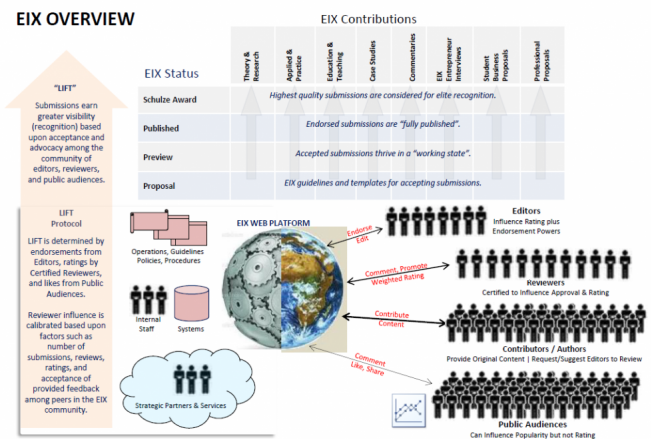 EIX OVERVIEW
EIX Contributions
EIX Status
Theory &
Research
Applied &
Practice
Education &
Teaching
Case Studies
Commentaries
EIX
Entrepreneur
Interviews
Student
Business
Proposals
Professional
Proposals
Schulze Award
Highest quality submissions are considered for elite recognition.
Published
Endorsed submissions are “fully published”.
Preview
Accepted submissions thrive in a “working state”.
Proposal
EIX guidelines and templates for accepting submissions.
“LIFT”
Submissions earn
greater visibility
(recognition) based
upon acceptance and
advocacy among the
community of
editors, reviewers,
and public audiences.
LIFT
Protocol
LIFT is determined by
endorsements from
Editors, ratings by
Certified Reviewers,
and likes from Public
Audiences.
Reviewer influence is
calibrated based upon
factors such as
number of
submissions, reviews,
ratings, and
acceptance of
provided feedback
among peers in the EIX
community.
Operations, Guidelines
Policies, Procedures
Internal
Staff
Systems
Strategic Partners & Services
EIX WEB PLATFORM
Endorse
Edit
Comment, Promote
Weighted Rating
Contribute
Content
Comment
Like, Share
Editors
Influence Rating plus
Endorsement Powers
Reviewers
Certified to Influence Approval & Rating
Contributors / Authors
Provide Original Content | Request/Suggest Editors to Review
Public Audiences
Can Influence Popularity but not Rating